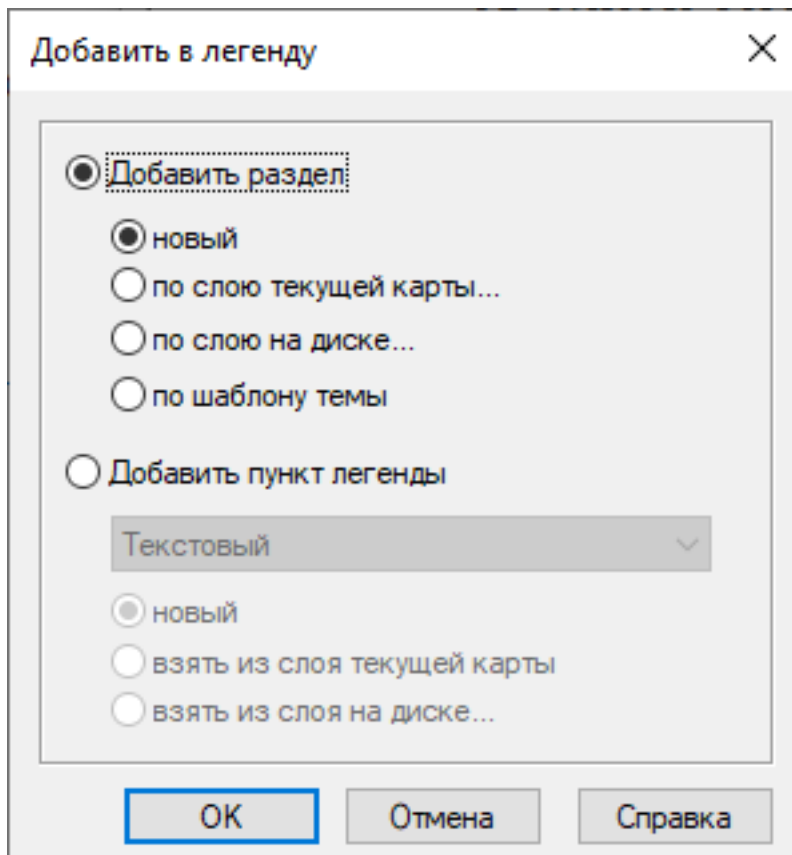 Добавить в легенду
Добавить раздел
новый
по слою текущей карты...
по слою на диске...
по шаблону темы
Добавить пункт легенды
Текстовый
новый
взять из слоя текущей карты
взять из слоя на диске...
ОК
Отмена
Справка